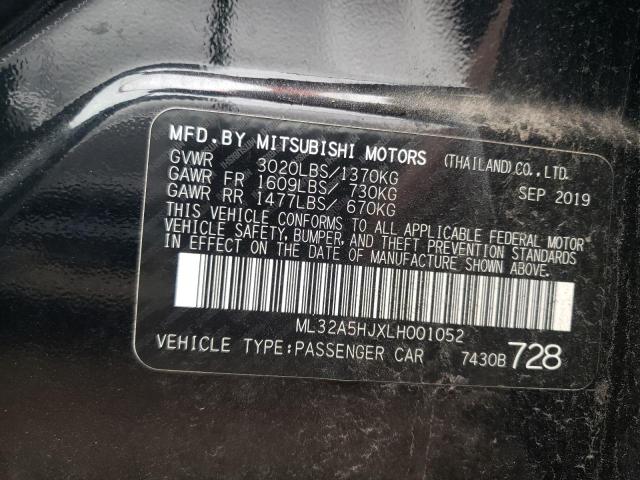 MFD.BY MITSUBISHI MOTORS (THAILAND)CO.,LTD.
GVWR 3020LBS/1370KG SEP 2019
GAWR FR 1609LBS/ 730KG
GAWR RR 1477LBS/ 670KG
THIS VEHICLE CONFORMS TO ALL APPLICABLE FEDERAL MOTOR
VEHICLE SAFETY, BUMPER, AND THEFT PREVENTION STANDARDS
IN EFFECT ON THE DATE OF MANUFACTURE SHOWN ABOVE.
ML32A5HJXLH001052
VEHICLE TYPE:PASSENGER CAR 7430B 728